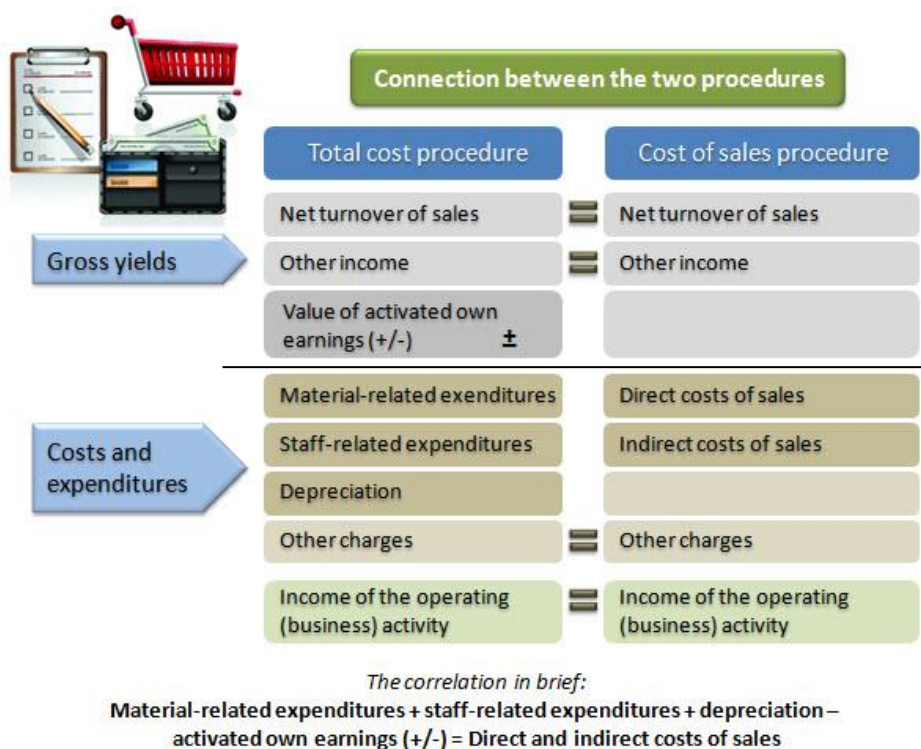 Connection between the two procedures
Total cost procedure
Cost of sales procedure
Gross yields
Net turnover of sales = Net turnover of sales
Other income = Other income
Value of activated own
earnings (+/-) ±
Costs and
expenditures
Material-related exenditures
Direct costs of sales
Staff-related expenditures
Indirect costs of sales
Depreciation
Other charges = Other charges
Income of the operating
(business) activity
=
Income of the operating
(business) activity
The correlation in brief:
Material-related expenditures + staff-related expenditures + depreciation –
activated own earnings (+/-) = Direct and indirect costs of sales